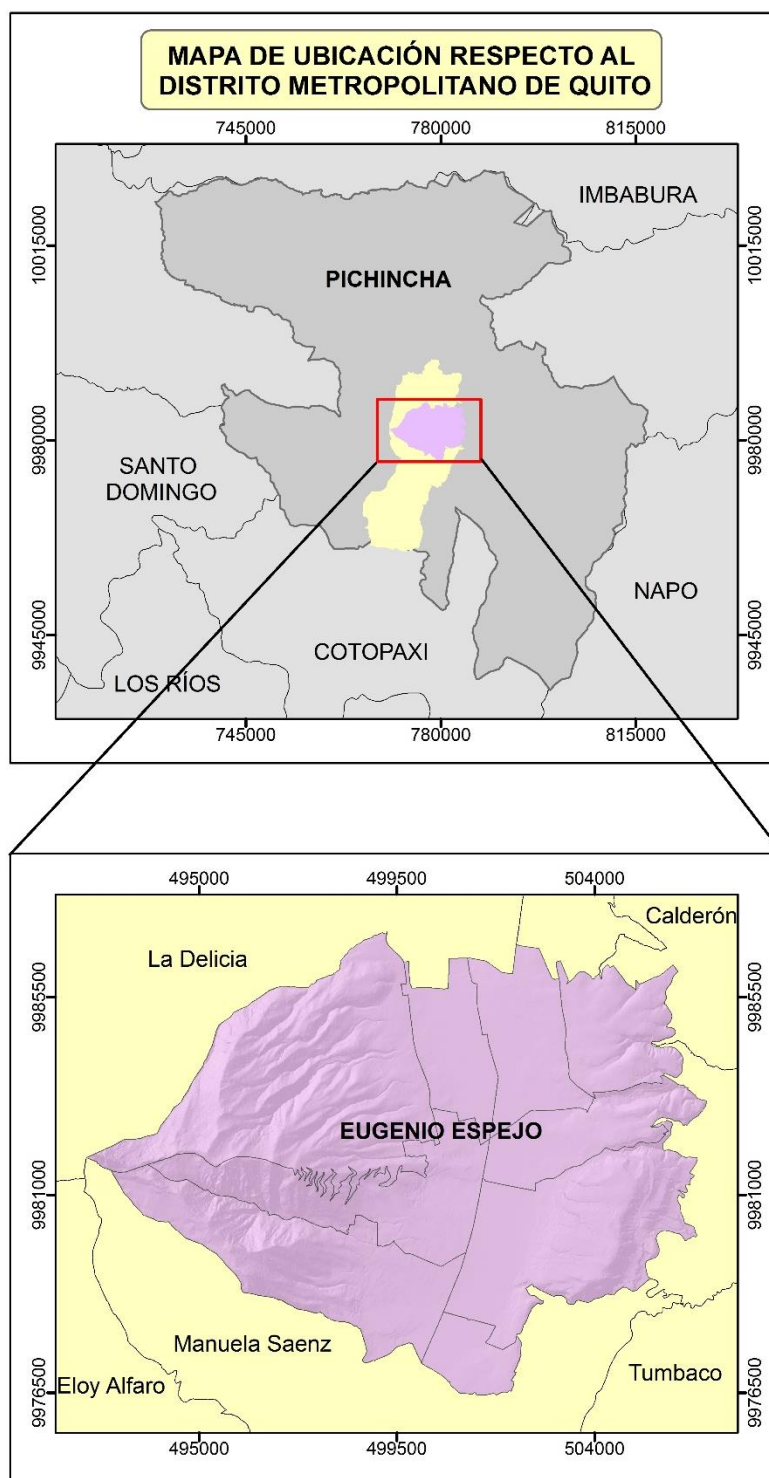 MAPA DE UBICACIÓN RESPECTO AL
DISTRITO METROPOLITANO DE QUITO
745000 780000 815000
IMBABURA
10015000 10015000
PICHINCHA
9980000 9980000
SANTO
DOMINGO
NAPO
9945000 9945000
COTOPAXI
LOS RÍOS
745000 780000 815000
495000 499500 504000
Calderón
La Delicia
9985500 9985500
EUGENIO ESPEJO
9981000 9981000
Manuela Saenz
Tumbaco
Eloy Alfaro
9976500 9976500
495000 499500 504000